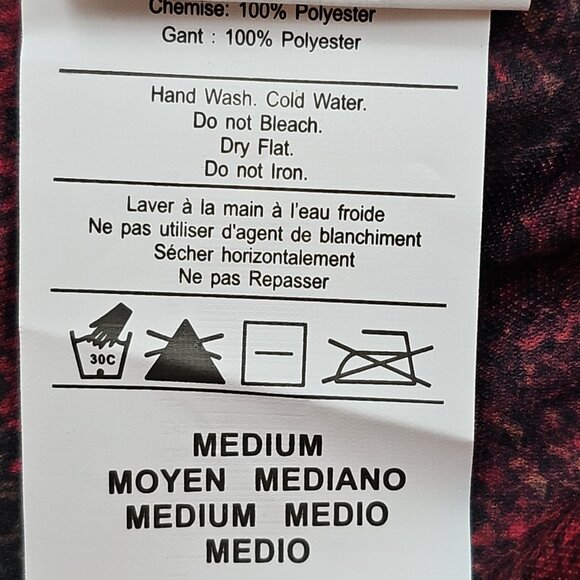 Chemise: 100% Polyester
Gant : 100% Polyester
Hand Wash. Cold Water.
Do not Bleach.
Dry Flat.
Do not Iron.
Laver à la main à l'eau froide
Ne pas utiliser d'agent de blanchiment
Sécher horizontalement
Ne pas Repasser
30C
MEDIUM
MOYEN MEDIANO
MEDIUM MEDIO
MEDIO